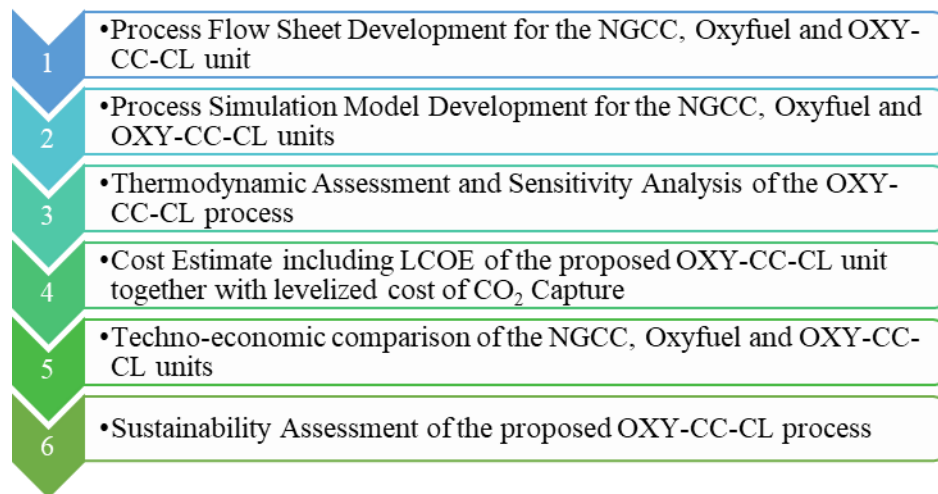 1
•Process Flow Sheet Development for the NGCC, Oxyfuel and OXY-
CC-CL unit
2
•Process Simulation Model Development for the NGCC, Oxyfuel and
OXY-CC-CL units
3
•Thermodynamic Assessment and Sensitivity Analysis of the OXY-
CC-CL process
4
•Cost Estimate including LCOE of the proposed OXY-CC-CL unit
together with levelized cost of CO₂ Capture
5
•Techno-economic comparison of the NGCC, Oxyfuel and OXY-CC-
CL units
6
•Sustainability Assessment of the proposed OXY-CC-CL process